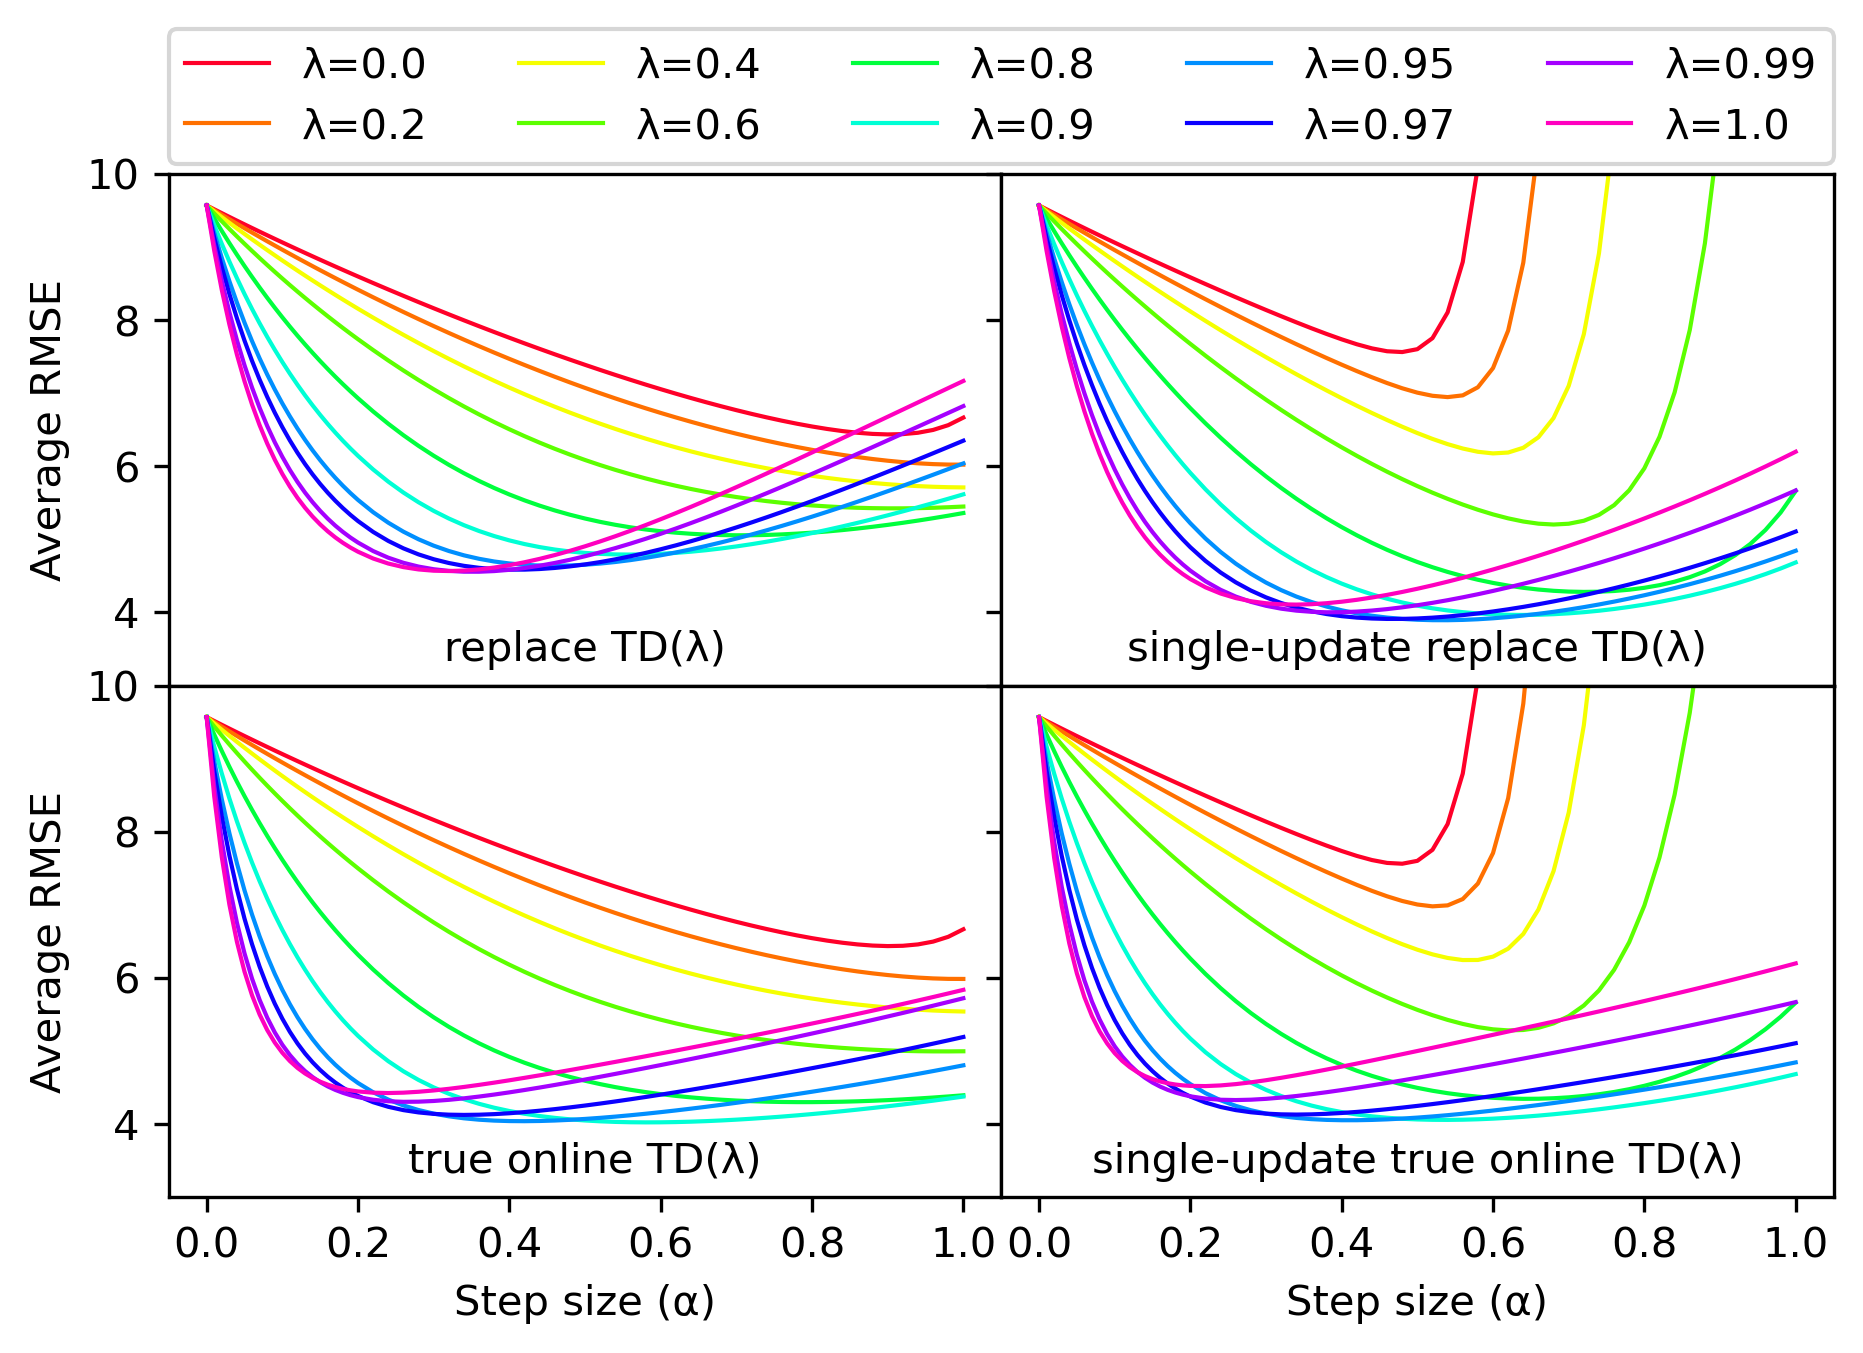 λ=0.0 λ=0.4 λ=0.8 λ=0.95 λ=0.99
λ=0.2 λ=0.6 λ=0.9 λ=0.97 λ=1.0
10
8
6
4
Average RMSE
replace TD(λ)
single-update replace TD(λ)
10
8
6
4
Average RMSE
true online TD(λ)
single-update true online TD(λ)
0.0 0.2 0.4 0.6 0.8 1.0 0.0 0.2 0.4 0.6 0.8 1.0
Step size (α) Step size (α)